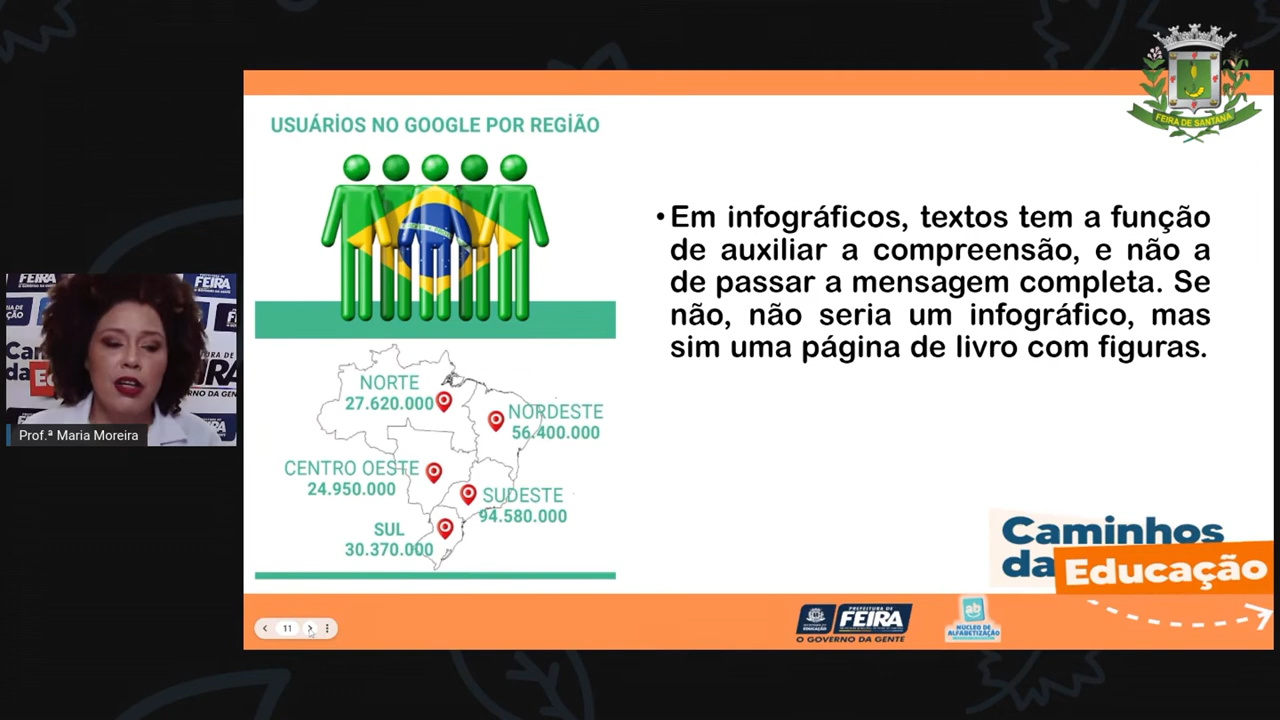 FEIRA DE SANTANA
USUÁRIOS NO GOOGLE POR REGIÃO
NORTE
27.620.000
NORDESTE
56.400.000
CENTRO OESTE
24.950.000
SUDESTE
94.580.000
SUL
30.370.000
• Em infográficos, textos tem a função
de auxiliar a compreensão, e não a
de passar a mensagem completa. Se
não, não seria um infográfico, mas
sim uma página de livro com figuras.
FEIRA
Prof.ª Maria Moreira
Caminhos
da Educação
11
PREFEITURA DE
FEIRA
O GOVERNO DA GENTE
ab
NÚCLEO DE
ALFABETIZAÇÃO